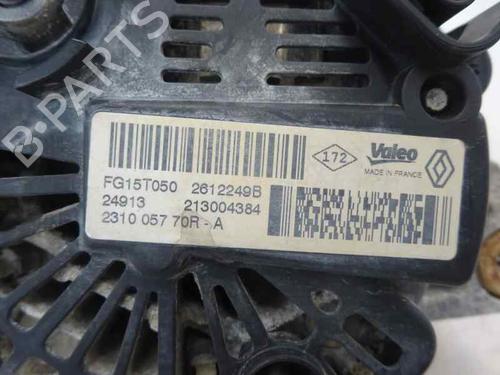 B-PARTS
172
Valeo
MADE IN FRANCE
FG15T050 2612249B
24913 213004384
2310 057 70R - A